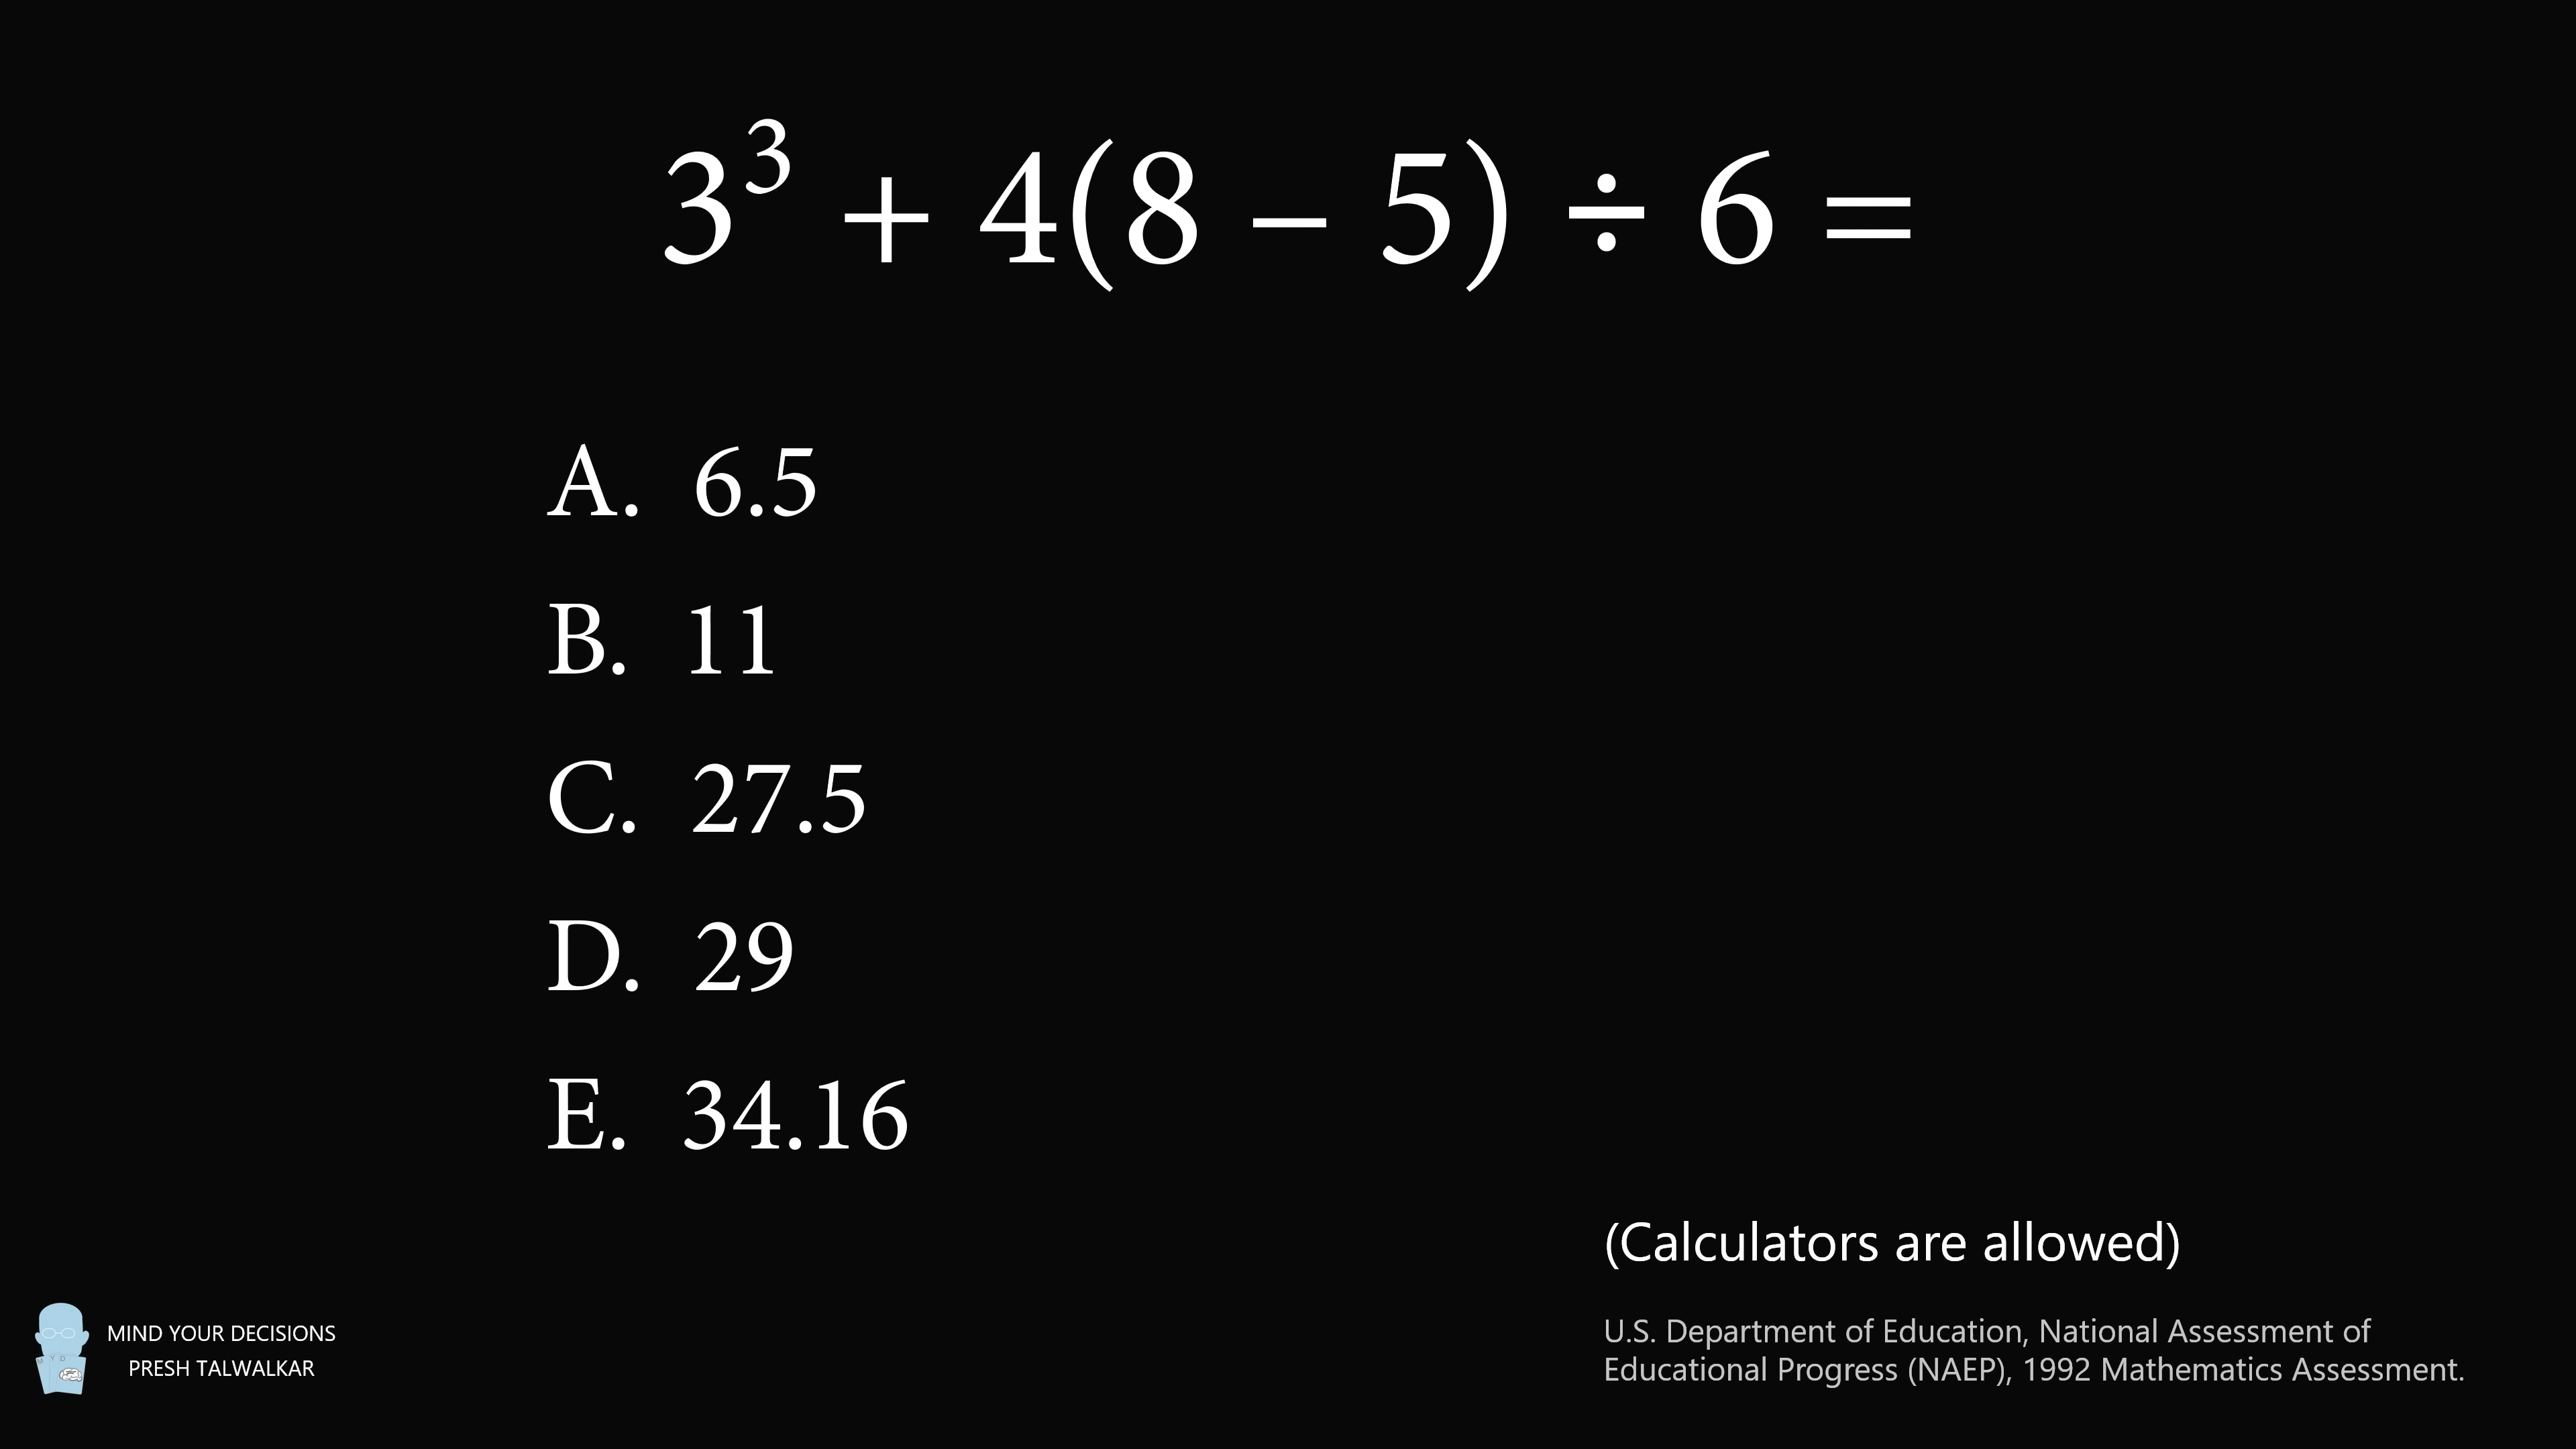 3³ + 4(8 – 5) ÷ 6 =
A. 6.5
B. 11
C. 27.5
D. 29
E. 34.16
(Calculators are allowed)
U.S. Department of Education, National Assessment of
Educational Progress (NAEP), 1992 Mathematics Assessment.
M Y D
MIND YOUR DECISIONS
PRESH TALWALKAR